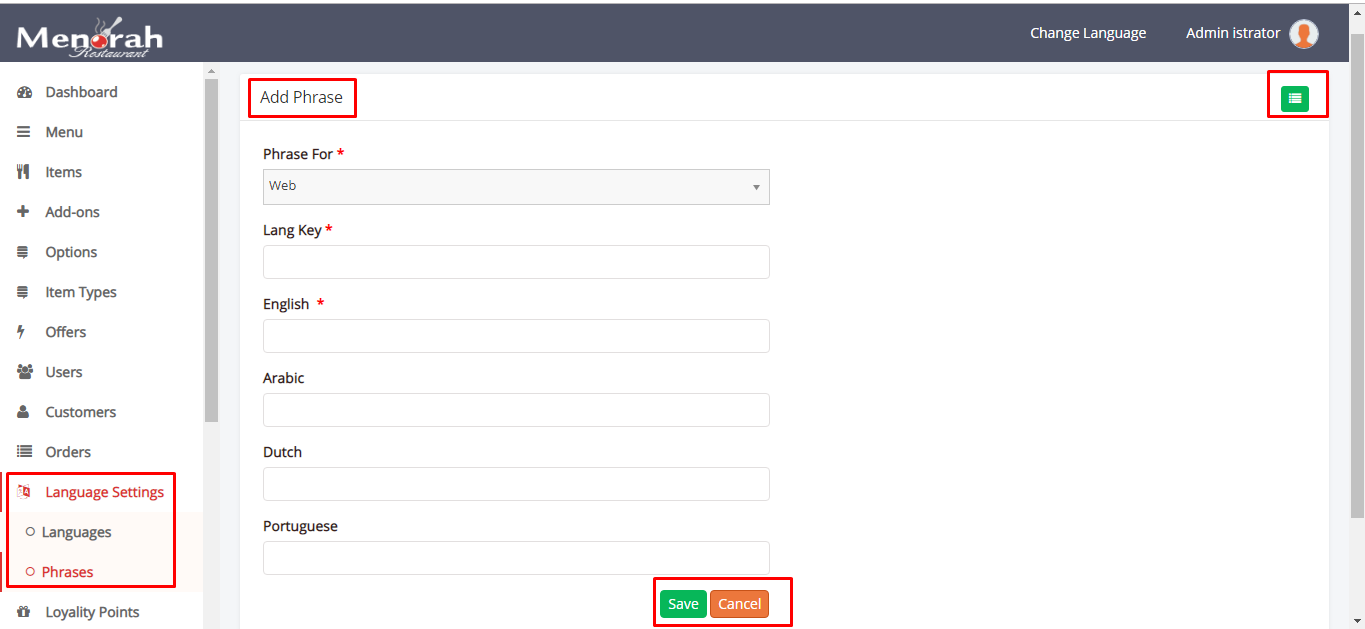 Menorah
Restaurant
Change Language
Admin istrator
Dashboard
Menu
Items
Add-ons
Options
Item Types
Offers
Users
Customers
Orders
Language Settings
Languages
Phrases
Loyality Points
Add Phrase
Phrase For *
Web
Lang Key *
English *
Arabic
Dutch
Portuguese
Save Cancel